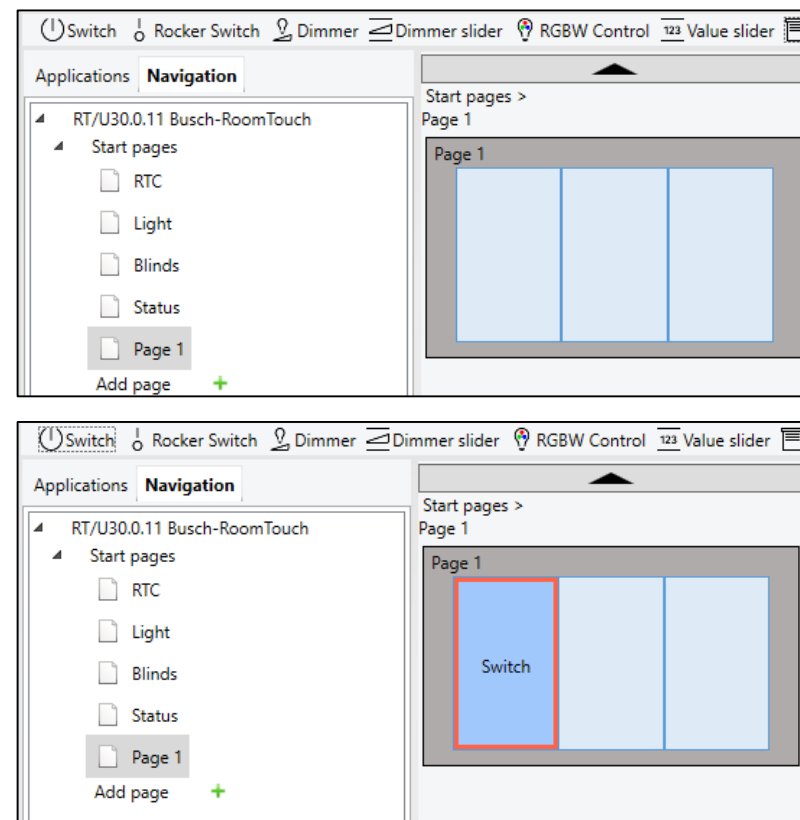 Switch Rocker Switch Dimmer Dimmer slider RGBW Control 123 Value slider
Applications Navigation
RT/U30.0.11 Busch-RoomTouch
Start pages
RTC
Light
Blinds
Status
Page 1
Add page
Start pages >
Page 1
Page 1
Switch Rocker Switch Dimmer Dimmer slider RGBW Control 123 Value slider
Applications Navigation
RT/U30.0.11 Busch-RoomTouch
Start pages
RTC
Light
Blinds
Status
Page 1
Add page
Start pages >
Page 1
Page 1
Switch